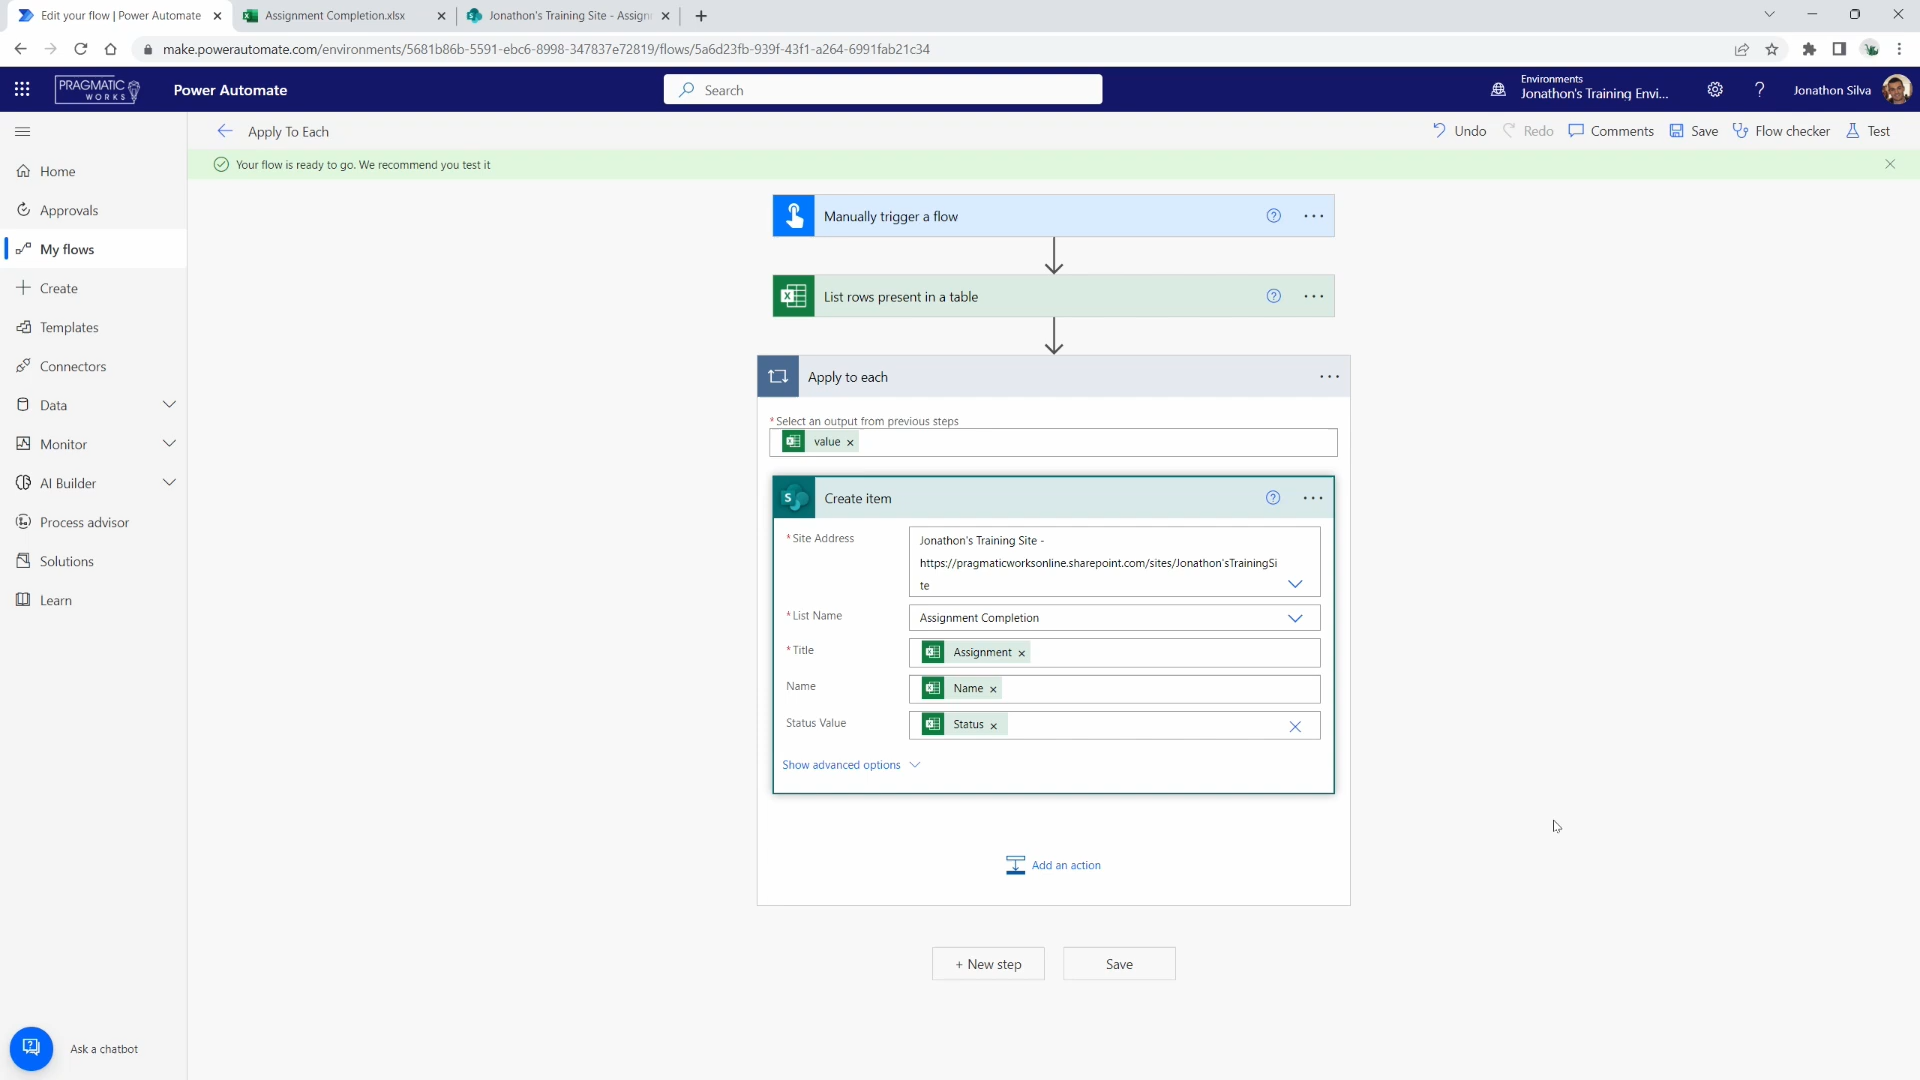 Edit your flow | Power Automate
Assignment Completion.xlsx
Jonathon's Training Site - Assign
make.powerautomate.com/environments/5681b86b-5591-ebc6-8998-347837e72819/flows/5a6d23fb-939f-43f1-a264-6991fab21c34
PRAGMATIC
WORKS
Power Automate
Search
Environments
Jonathon's Training Envi...
?
Jonathon Silva
Apply To Each
Undo
Redo
Comments
Save
Flow checker
Test
Your flow is ready to go. We recommend you test it
Home
Approvals
My flows
Create
Templates
Connectors
Data
Monitor
AI Builder
Process advisor
Solutions
Learn
Ask a chatbot
Manually trigger a flow
List rows present in a table
Apply to each
* Select an output from previous steps
value ×
Create item
* Site Address
Jonathon's Training Site -
https://pragmaticworksonline.sharepoint.com/sites/Jonathon'sTrainingSi
te
* List Name
Assignment Completion
* Title
Assignment ×
Name
Name ×
Status Value
Status ×
Show advanced options
Add an action
+ New step
Save